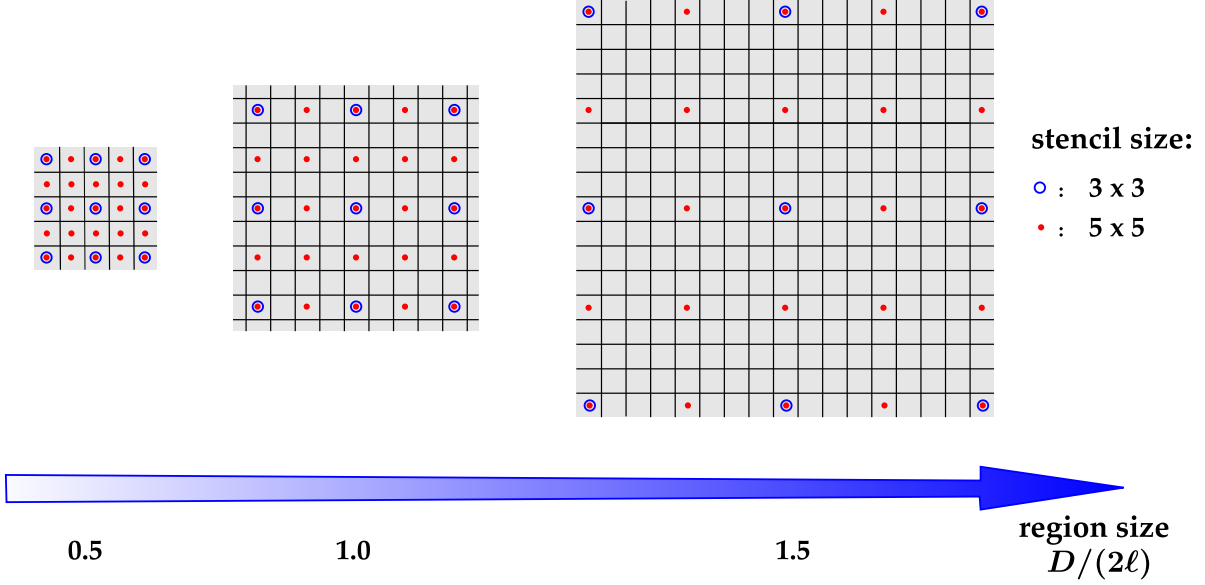 stencil size:
: 3 x 3
: 5 x 5
0.5 1.0 1.5
region size
D/(2ℓ)